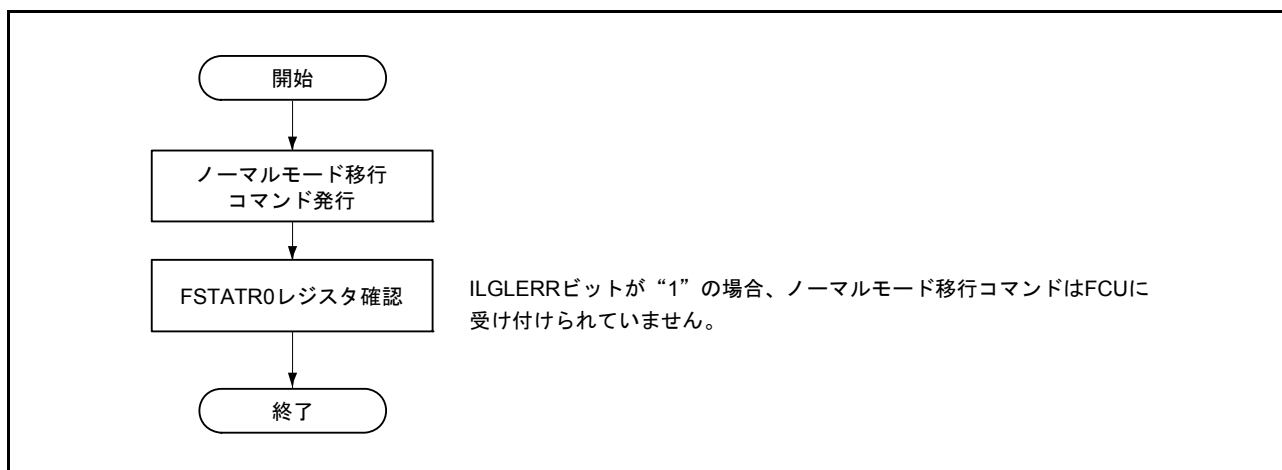 開始
ノーマルモード移行
コマンド発行
FSTATR0レジスタ確認
ILGLERRビットが“1”の場合、ノーマルモード移行コマンドはFCUに
受け付けられていません。
終了